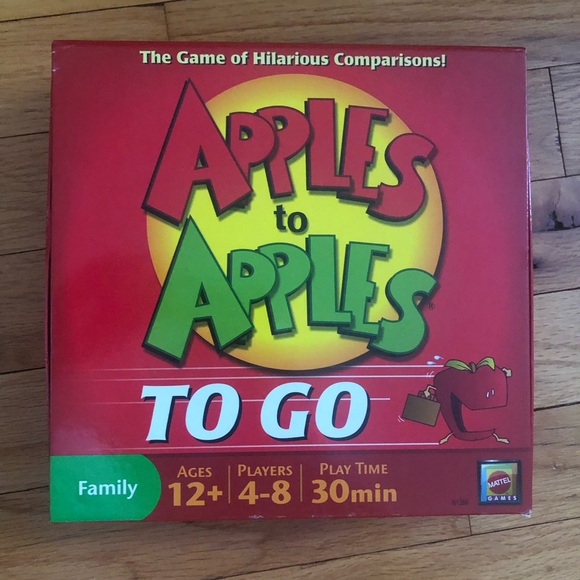 The Game of Hilarious Comparisons!
APPLES
to
APPLES
TO GO
Family
AGES
12+
PLAYERS
4-8
PLAY TIME
30min
MATTEL
GAMES